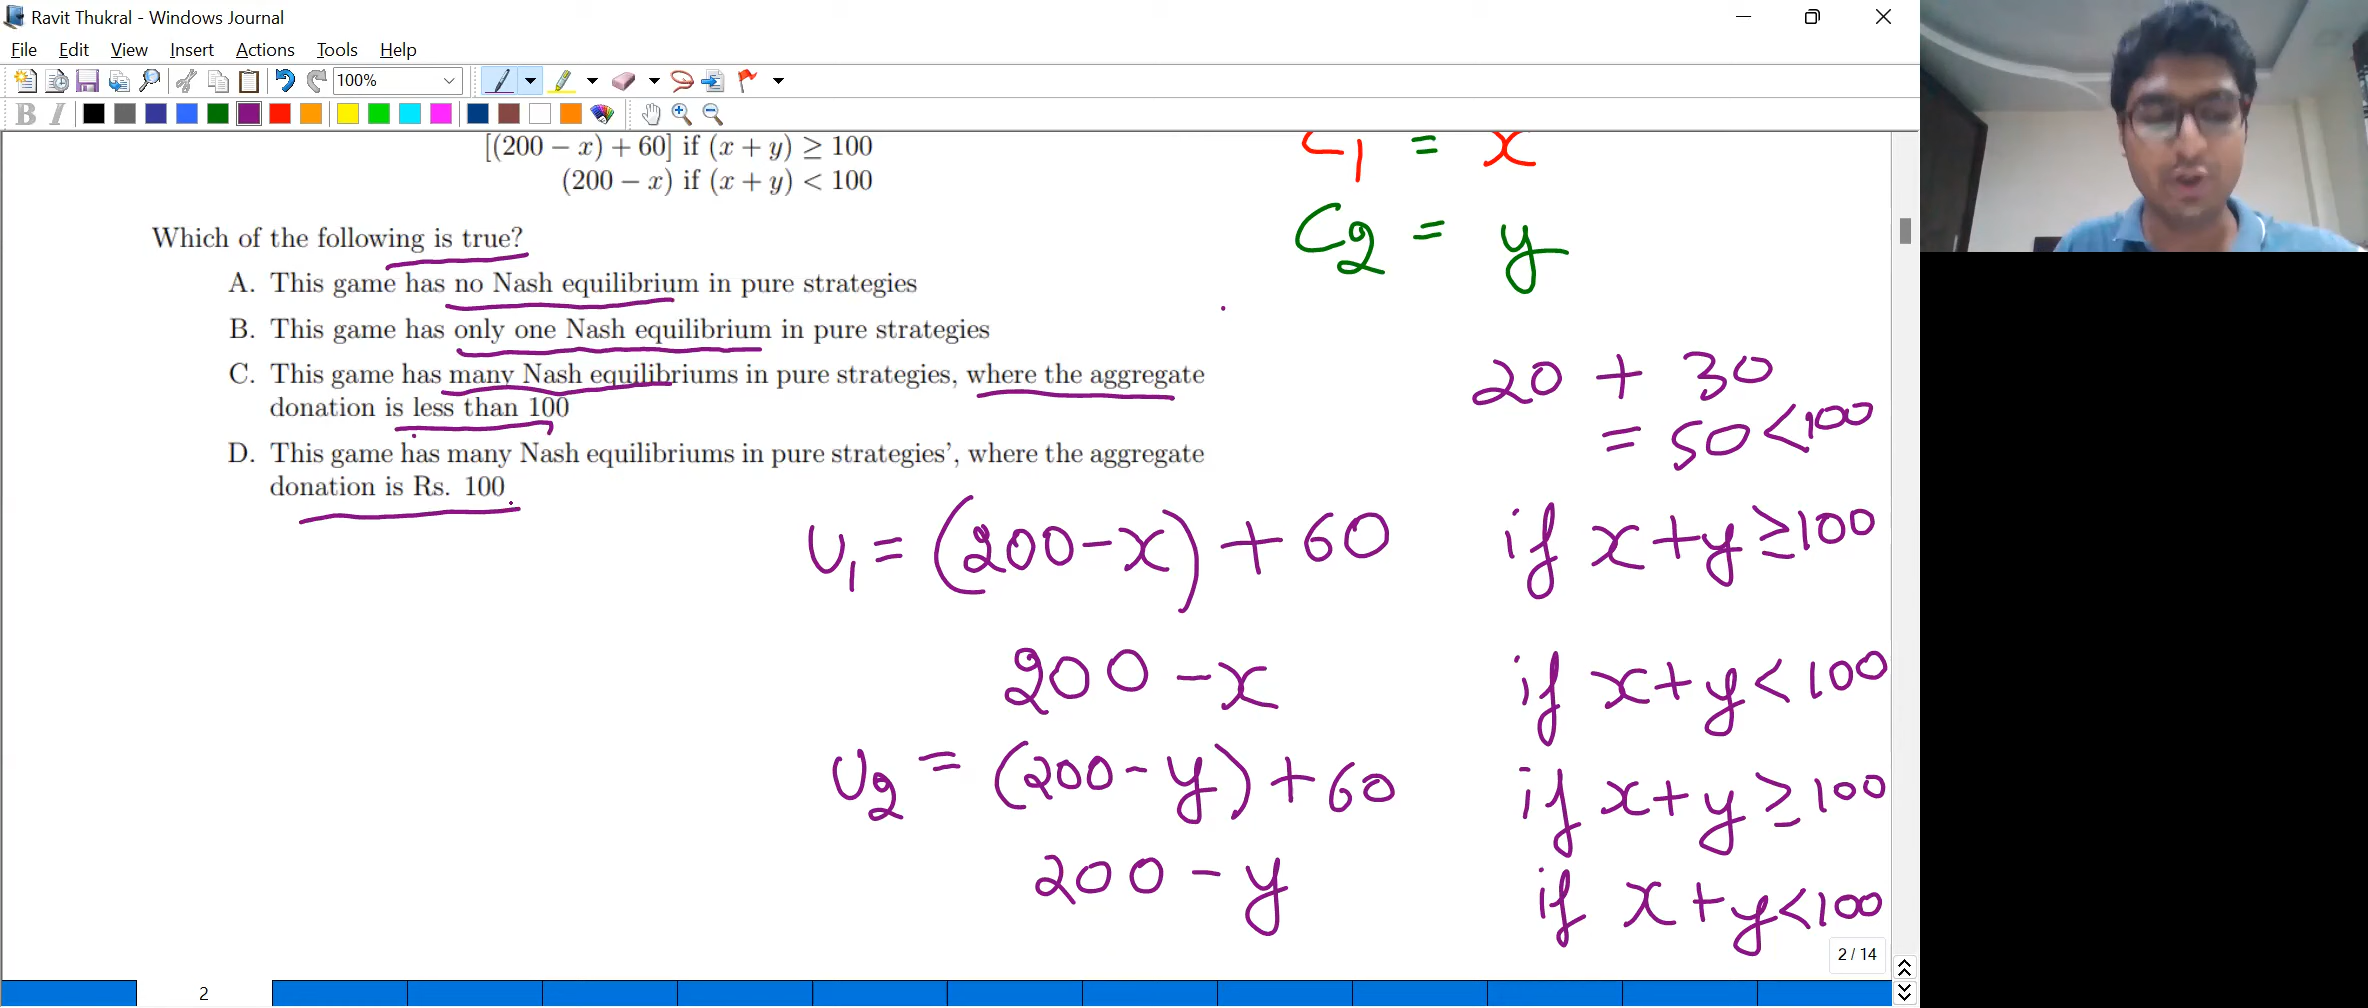 Ravit Thukral - Windows Journal
File Edit View Insert Actions Tools Help
100%
B I
[(200 − x) + 60] if (x + y) ≥ 100
(200 − x) if (x + y) < 100
Which of the following is true?
A. This game has no Nash equilibrium in pure strategies
B. This game has only one Nash equilibrium in pure strategies
C. This game has many Nash equilibriums in pure strategies, where the aggregate
donation is less than 100
D. This game has many Nash equilibriums in pure strategies', where the aggregate
donation is Rs. 100
C1 = x
C2 = y
20 + 30
= 50 < 100
U1 = (200 - x) + 60 if x + y ≥ 100
200 - x if x + y < 100
U2 = (200 - y) + 60 if x + y ≥ 100
200 - y if x + y < 100
2 / 14
2